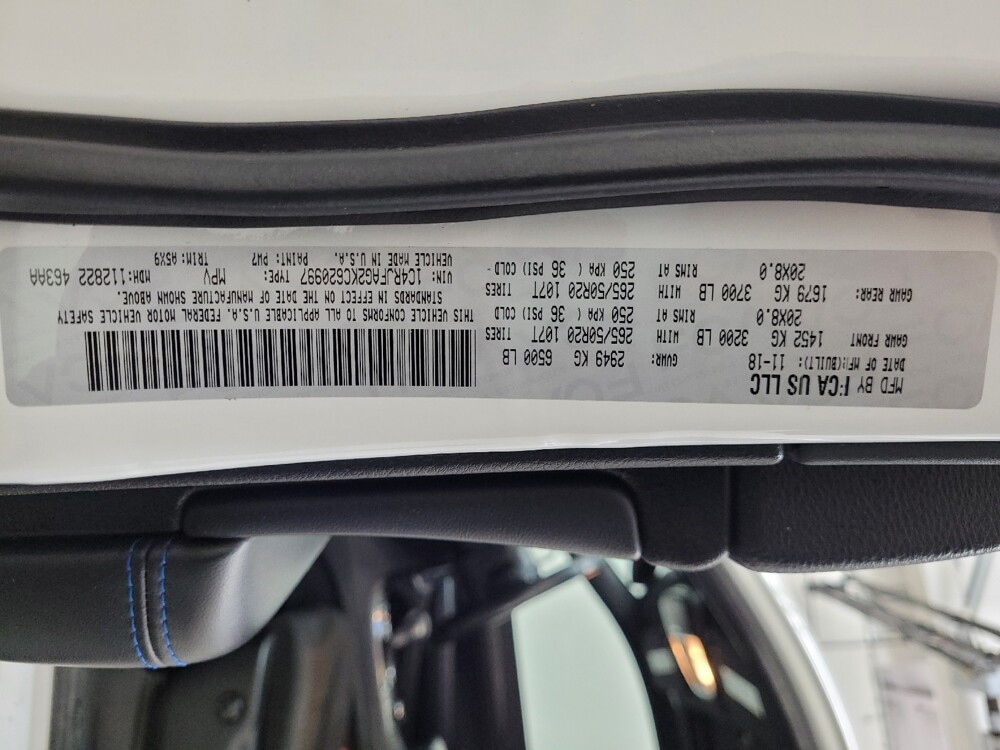 MFD BY FCA US LLC
DATE OF MFR(BUILT): 11-18 GVWR: 2949 KG 6500 LB
GAWR FRONT WITH TIRES
1452 KG 3200 LB 265/50R20 107T
RIMS AT
20X8.0 250 KPA ( 36 PSI) COLD
GAWR REAR: WITH TIRES
1679 KG 3700 LB 265/50R20 107T
RIMS AT
20X8.0 250 KPA ( 36 PSI) COLD
THIS VEHICLE CONFORMS TO ALL APPLICABLE U.S.A. FEDERAL MOTOR VEHICLE SAFETY
STANDARDS IN EFFECT ON THE DATE OF MANUFACTURE SHOWN ABOVE.
VIN: 1C4RJFAG2KC620997 TYPE: MPV MDH:112822 463AA
VEHICLE MADE IN U.S.A. PAINT: PW7 TRIM: A5X9